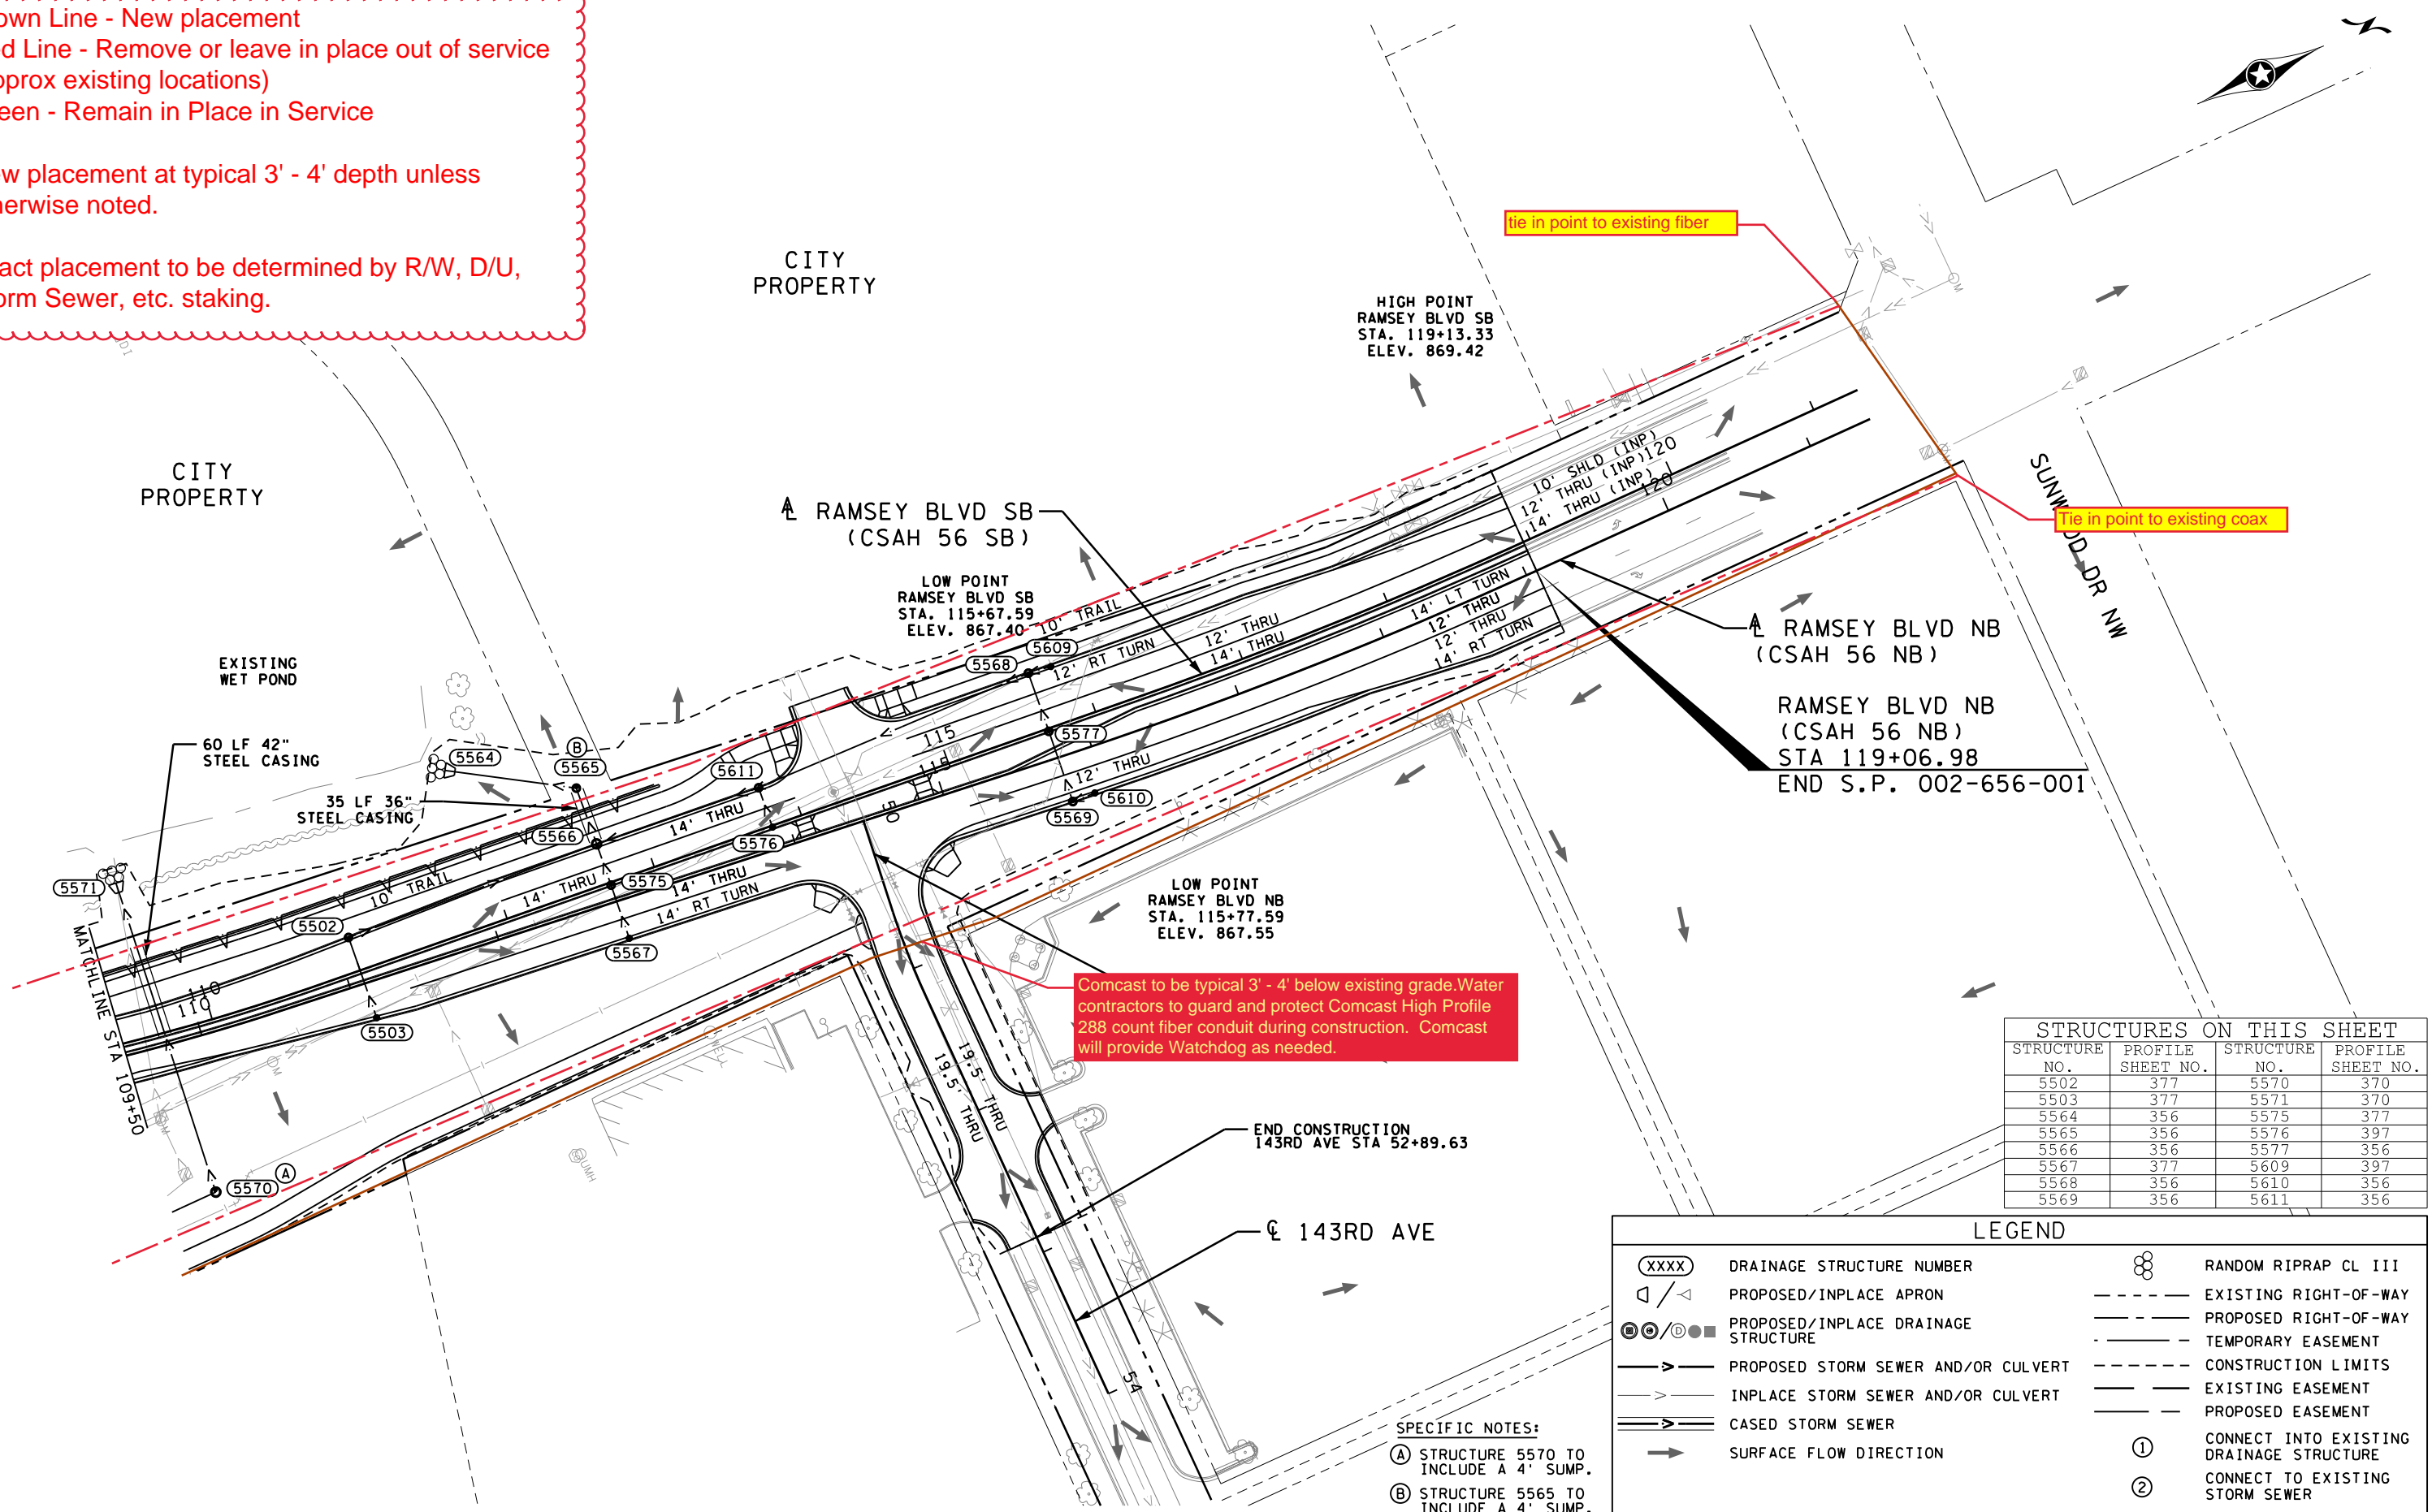 own Line - New placement
d Line - Remove or leave in place out of service
pprox existing locations)
een - Remain in Place in Service
w placement at typical 3' - 4' depth unless
herwise noted.
act placement to be determined by R/W, D/U,
orm Sewer, etc. staking.
CITY
PROPERTY
tie in point to existing fiber
HIGH POINT
RAMSEY BLVD SB
STA. 119+13.33
ELEV. 869.42
CITY
PROPERTY
RAMSEY BLVD SB
(CSAH 56 SB)
10' SHLD (INP)
12' THRU (INP)
14' THRU (INP)
120
120
SUNWOOD DR NW
Tie in point to existing coax
LOW POINT
RAMSEY BLVD SB
STA. 115+67.59
ELEV. 867.40
10' TRAIL
5609
5568
12' RT TURN
12' THRU
14' THRU
14' LT TURN
12' THRU
12' THRU
14' RT TURN
RAMSEY BLVD NB
(CSAH 56 NB)
RAMSEY BLVD NB
(CSAH 56 NB)
STA 119+06.98
END S.P. 002-656-001
EXISTING
WET POND
60 LF 42"
STEEL CASING
5564
B
5565
35 LF 36"
STEEL CASING
5611
5566
14' THRU
5576
115
115
5577
12' THRU
5610
5569
50
5571
10' TRAIL
14' THRU
5575
14' THRU
14' RT TURN
5502
5567
5503
110
110
MATCHLINE STA 109+50
5570
A
LOW POINT
RAMSEY BLVD NB
STA. 115+77.59
ELEV. 867.55
Comcast to be typical 3' - 4' below existing grade.Water
contractors to guard and protect Comcast High Profile
288 count fiber conduit during construction. Comcast
will provide Watchdog as needed.
WELL
UMH
19.5' THRU
19.5' THRU
END CONSTRUCTION
143RD AVE STA 52+89.63
℄ 143RD AVE
54
STRUCTURES ON THIS SHEET
STRUCTURE NO. PROFILE SHEET NO. STRUCTURE NO. PROFILE SHEET NO.
5502 377 5570 370
5503 377 5571 370
5564 356 5575 377
5565 356 5576 397
5566 356 5577 356
5567 377 5609 397
5568 356 5610 356
5569 356 5611 356
LEGEND
XXXX DRAINAGE STRUCTURE NUMBER
PROPOSED/INPLACE APRON
PROPOSED/INPLACE DRAINAGE
STRUCTURE
PROPOSED STORM SEWER AND/OR CULVERT
INPLACE STORM SEWER AND/OR CULVERT
CASED STORM SEWER
SURFACE FLOW DIRECTION
RANDOM RIPRAP CL III
EXISTING RIGHT-OF-WAY
PROPOSED RIGHT-OF-WAY
TEMPORARY EASEMENT
CONSTRUCTION LIMITS
EXISTING EASEMENT
PROPOSED EASEMENT
1 CONNECT INTO EXISTING
DRAINAGE STRUCTURE
2 CONNECT TO EXISTING
STORM SEWER
SPECIFIC NOTES:
A STRUCTURE 5570 TO
INCLUDE A 4' SUMP.
B STRUCTURE 5565 TO
INCLUDE A 4' SUMP.